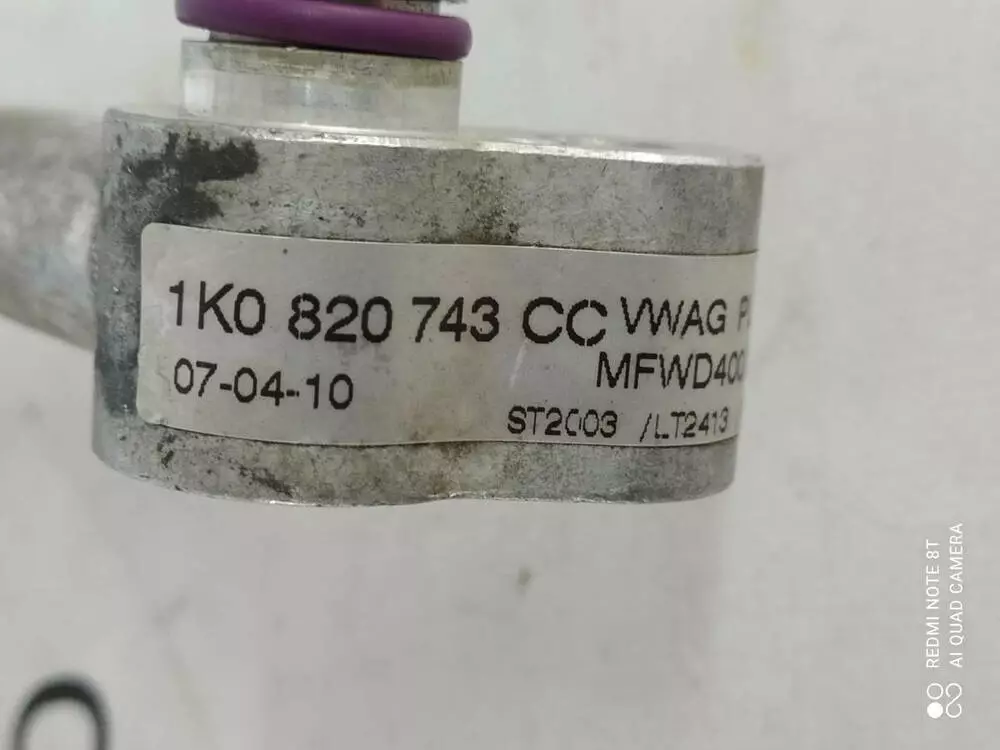 1K0 820 743 CC VWAG
07-04-10 MFWD400
ST2003 /LT2413
REDMI NOTE 8T
AI QUAD CAMERA